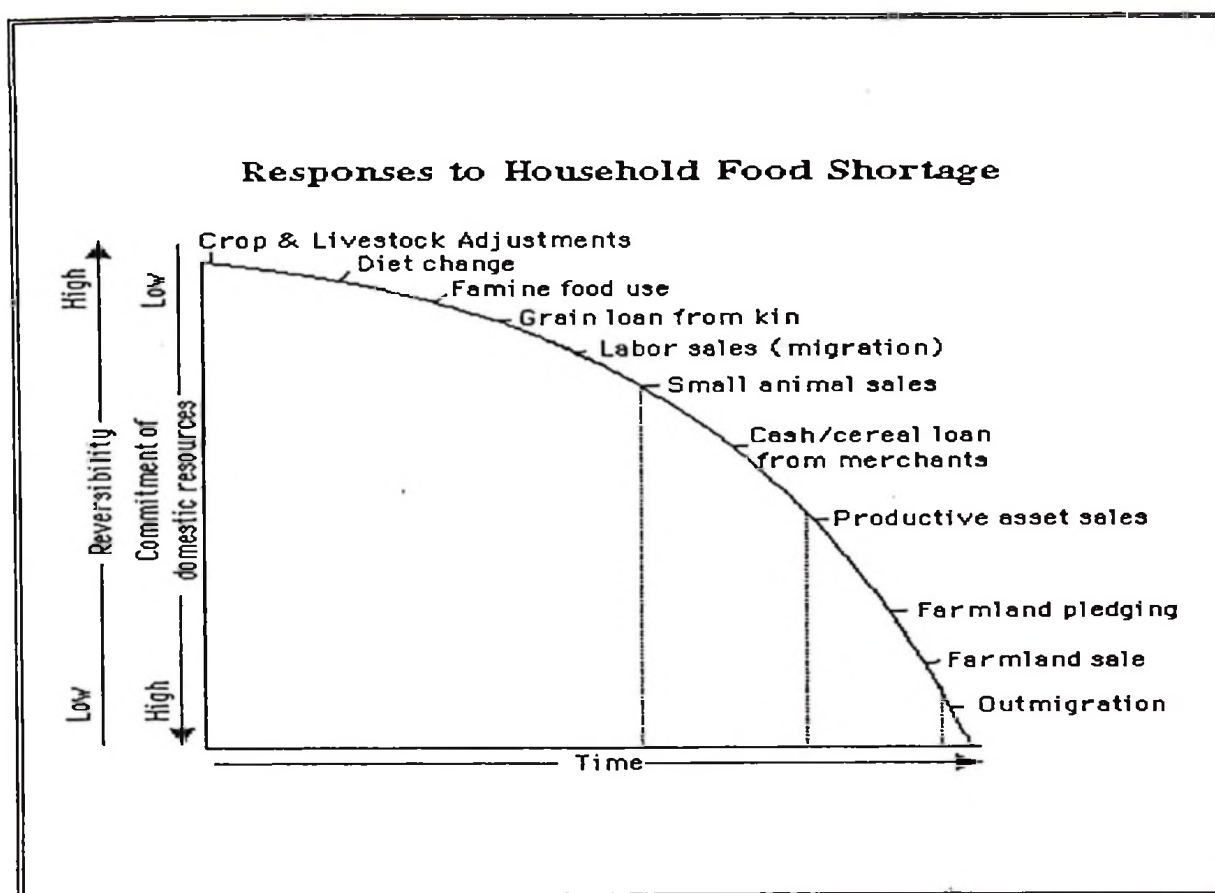 Responses to Household Food Shortage
Crop & Livestock Adjustments
Diet change
Famine food use
Grain loan from kin
Labor sales (migration)
Small animal sales
Cash/cereal loan
from merchants
Productive asset sales
Farmland pledging
Farmland sale
Outmigration
High
Reversibility
Low
Low
Commitment of
domestic resources
High
Time